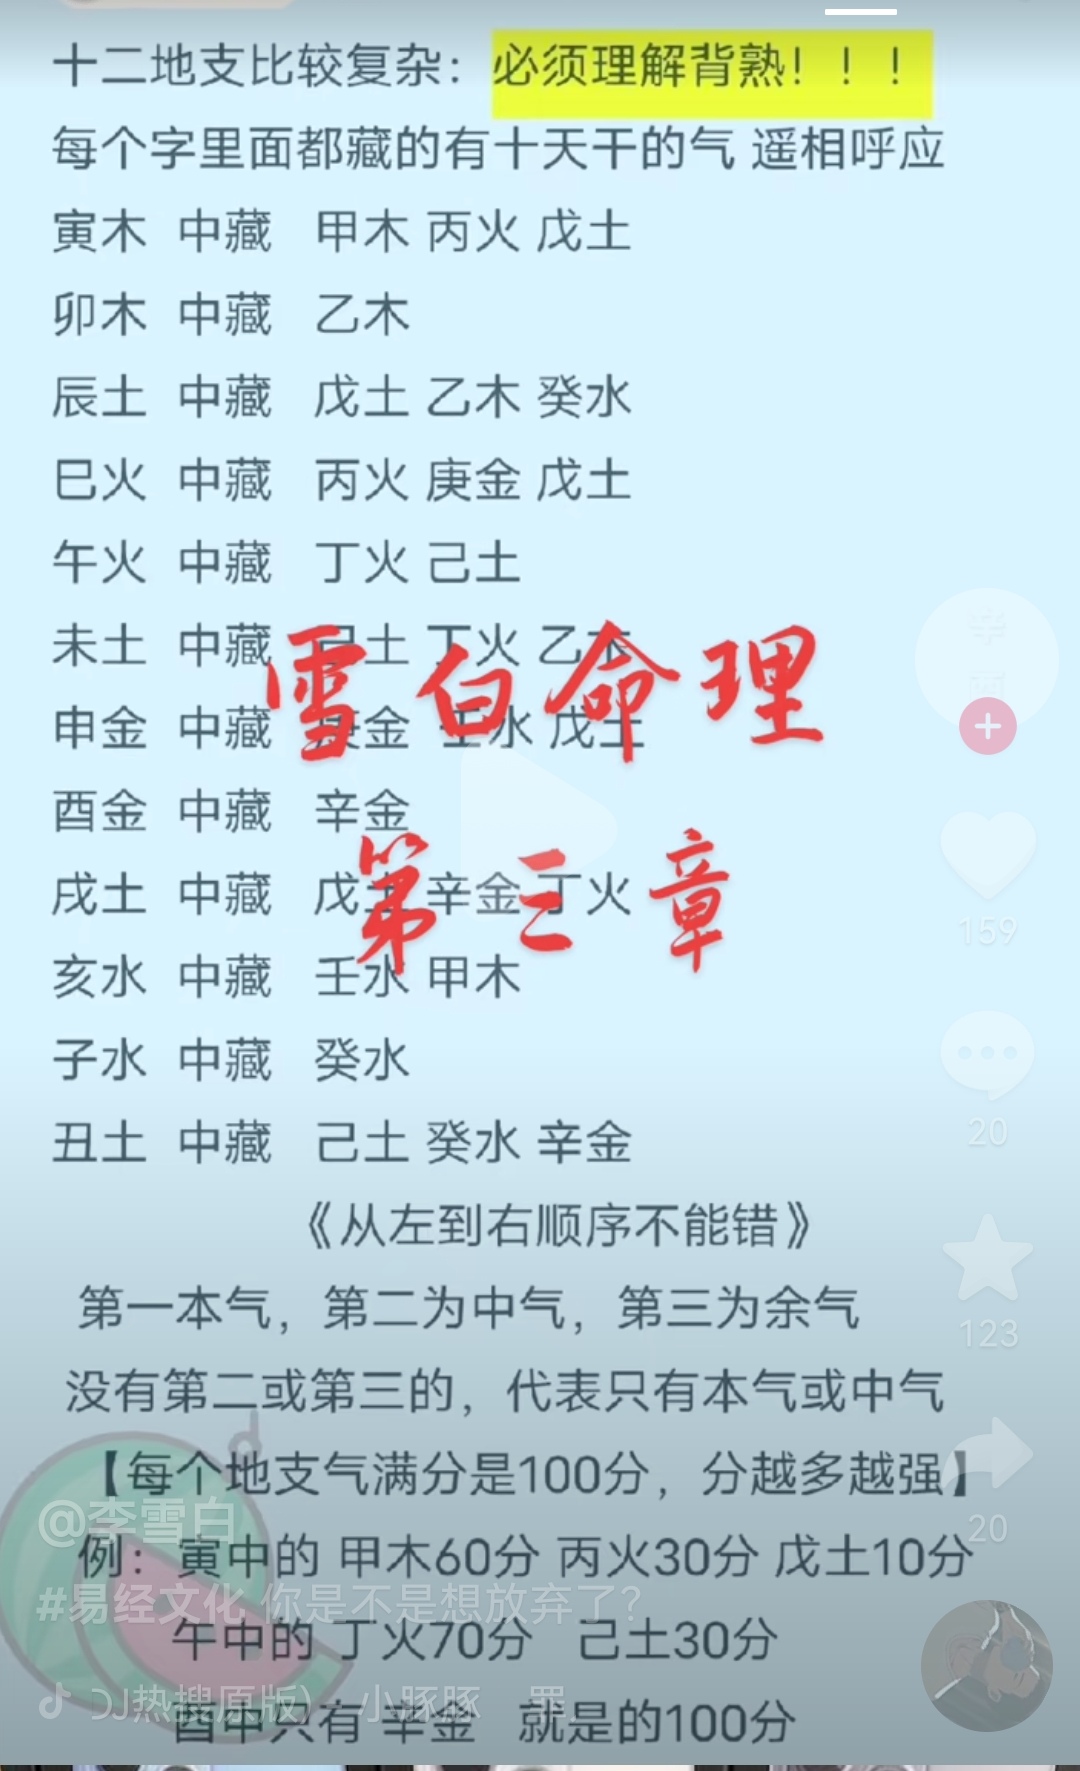 十二地支比较复杂：必须理解背熟！！！
每个字里面都藏的有十天干的气 遥相呼应
寅木 中藏 甲木 丙火 戊土
卯木 中藏 乙木
辰土 中藏 戊土 乙木 癸水
巳火 中藏 丙火 庚金 戊土
午火 中藏 丁火 己土
未土 中藏 己土 丁火 乙木
雪白命理
申金 中藏 庚金 壬水 戊土
酉金 中藏 辛金
第三章
戌土 中藏 戊土 辛金 丁火
亥水 中藏 壬水 甲木
子水 中藏 癸水
丑土 中藏 己土 癸水 辛金
《从左到右顺序不能错》
第一本气，第二为中气，第三为余气
没有第二或第三的，代表只有本气或中气
【每个地支气满分是100分，分越多越强】
@李雪白
例：寅中的 甲木60分 丙火30分 戊土10分
#易经文化 你是不是想放弃了？
午中的 丁火70分 己土30分
DJ热搜原版） 小豚豚 罪
酉中只有 辛金 就是的100分
159
20
123
20